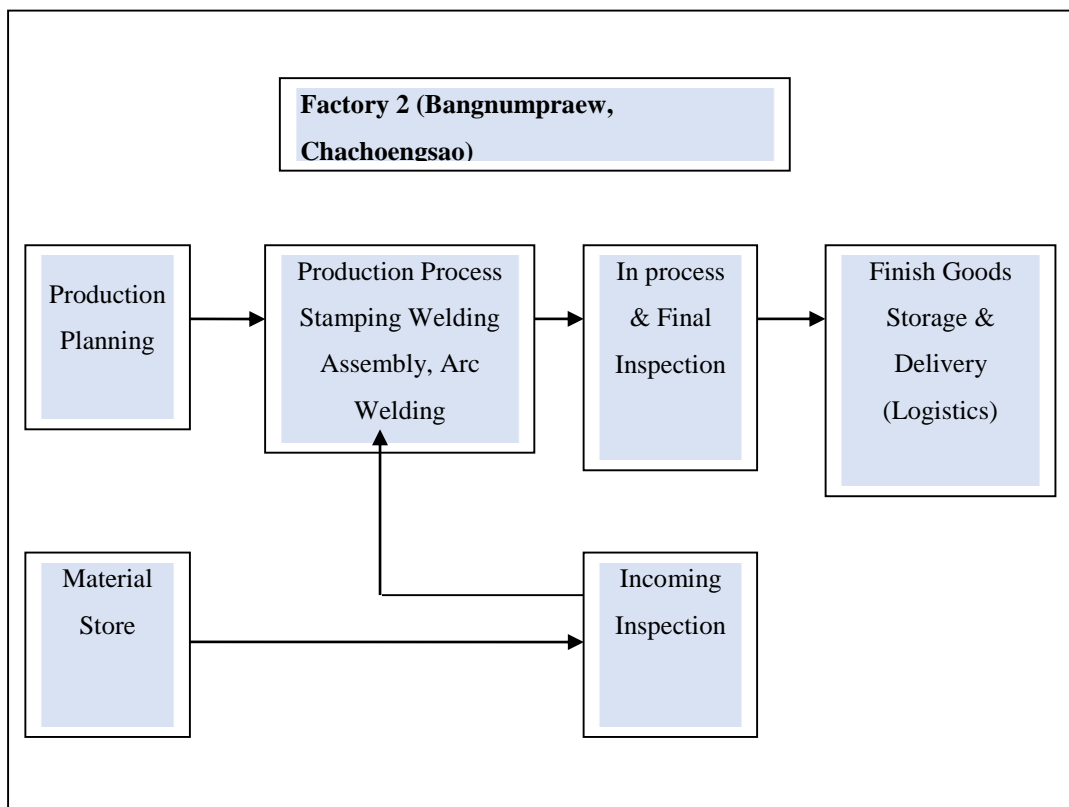 Factory 2 (Bangnumpraew,
Chachoengsao)
Production
Planning
Production Process
Stamping Welding
Assembly, Arc
Welding
In process
& Final
Inspection
Finish Goods
Storage &
Delivery
(Logistics)
Material
Store
Incoming
Inspection